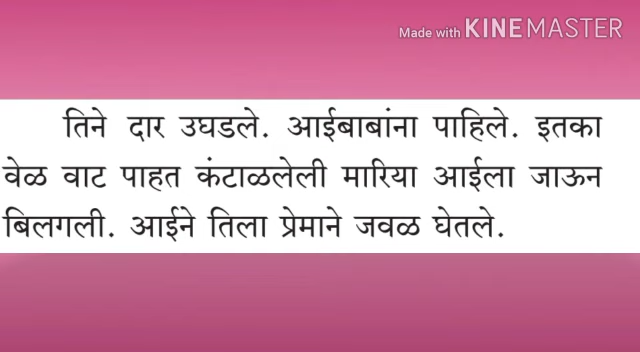 Made with KINEMASTER
तिने दार उघडले. आईबाबांना पाहिले. इतका
वेळ वाट पाहत कंटाळलेली मारिया आईला जाऊन
बिलगली. आईने तिला प्रेमाने जवळ घेतले.